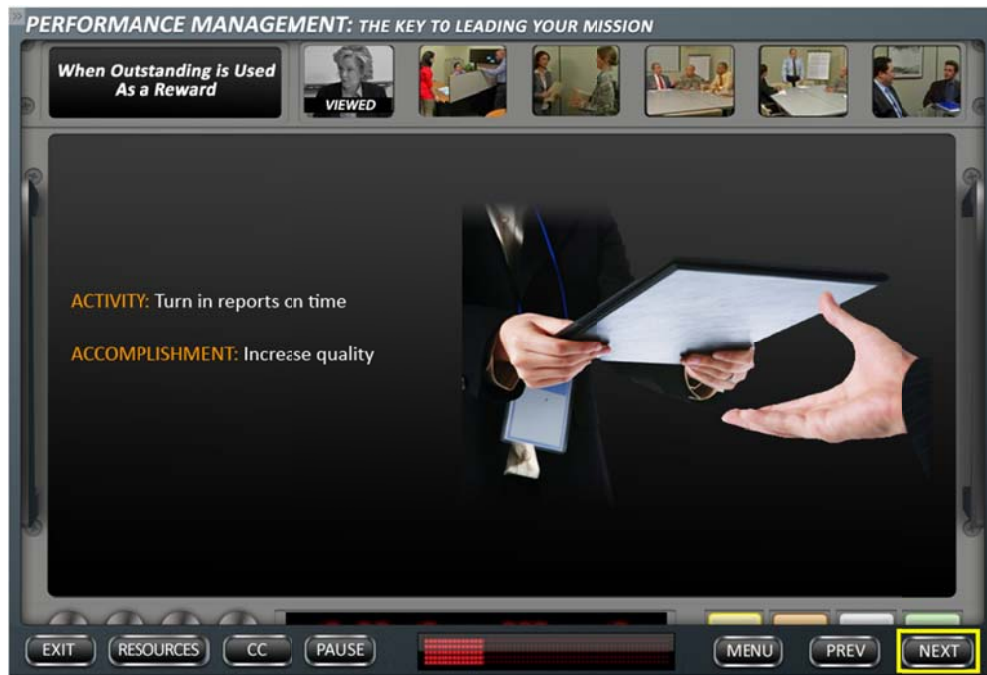 PERFORMANCE MANAGEMENT: THE KEY TO LEADING YOUR MISSION
When Outstanding is Used
As a Reward
VIEWED
ACTIVITY: Turn in reports on time
ACCOMPLISHMENT: Increase quality
EXIT
RESOURCES
CC
PAUSE
MENU
PREV
NEXT